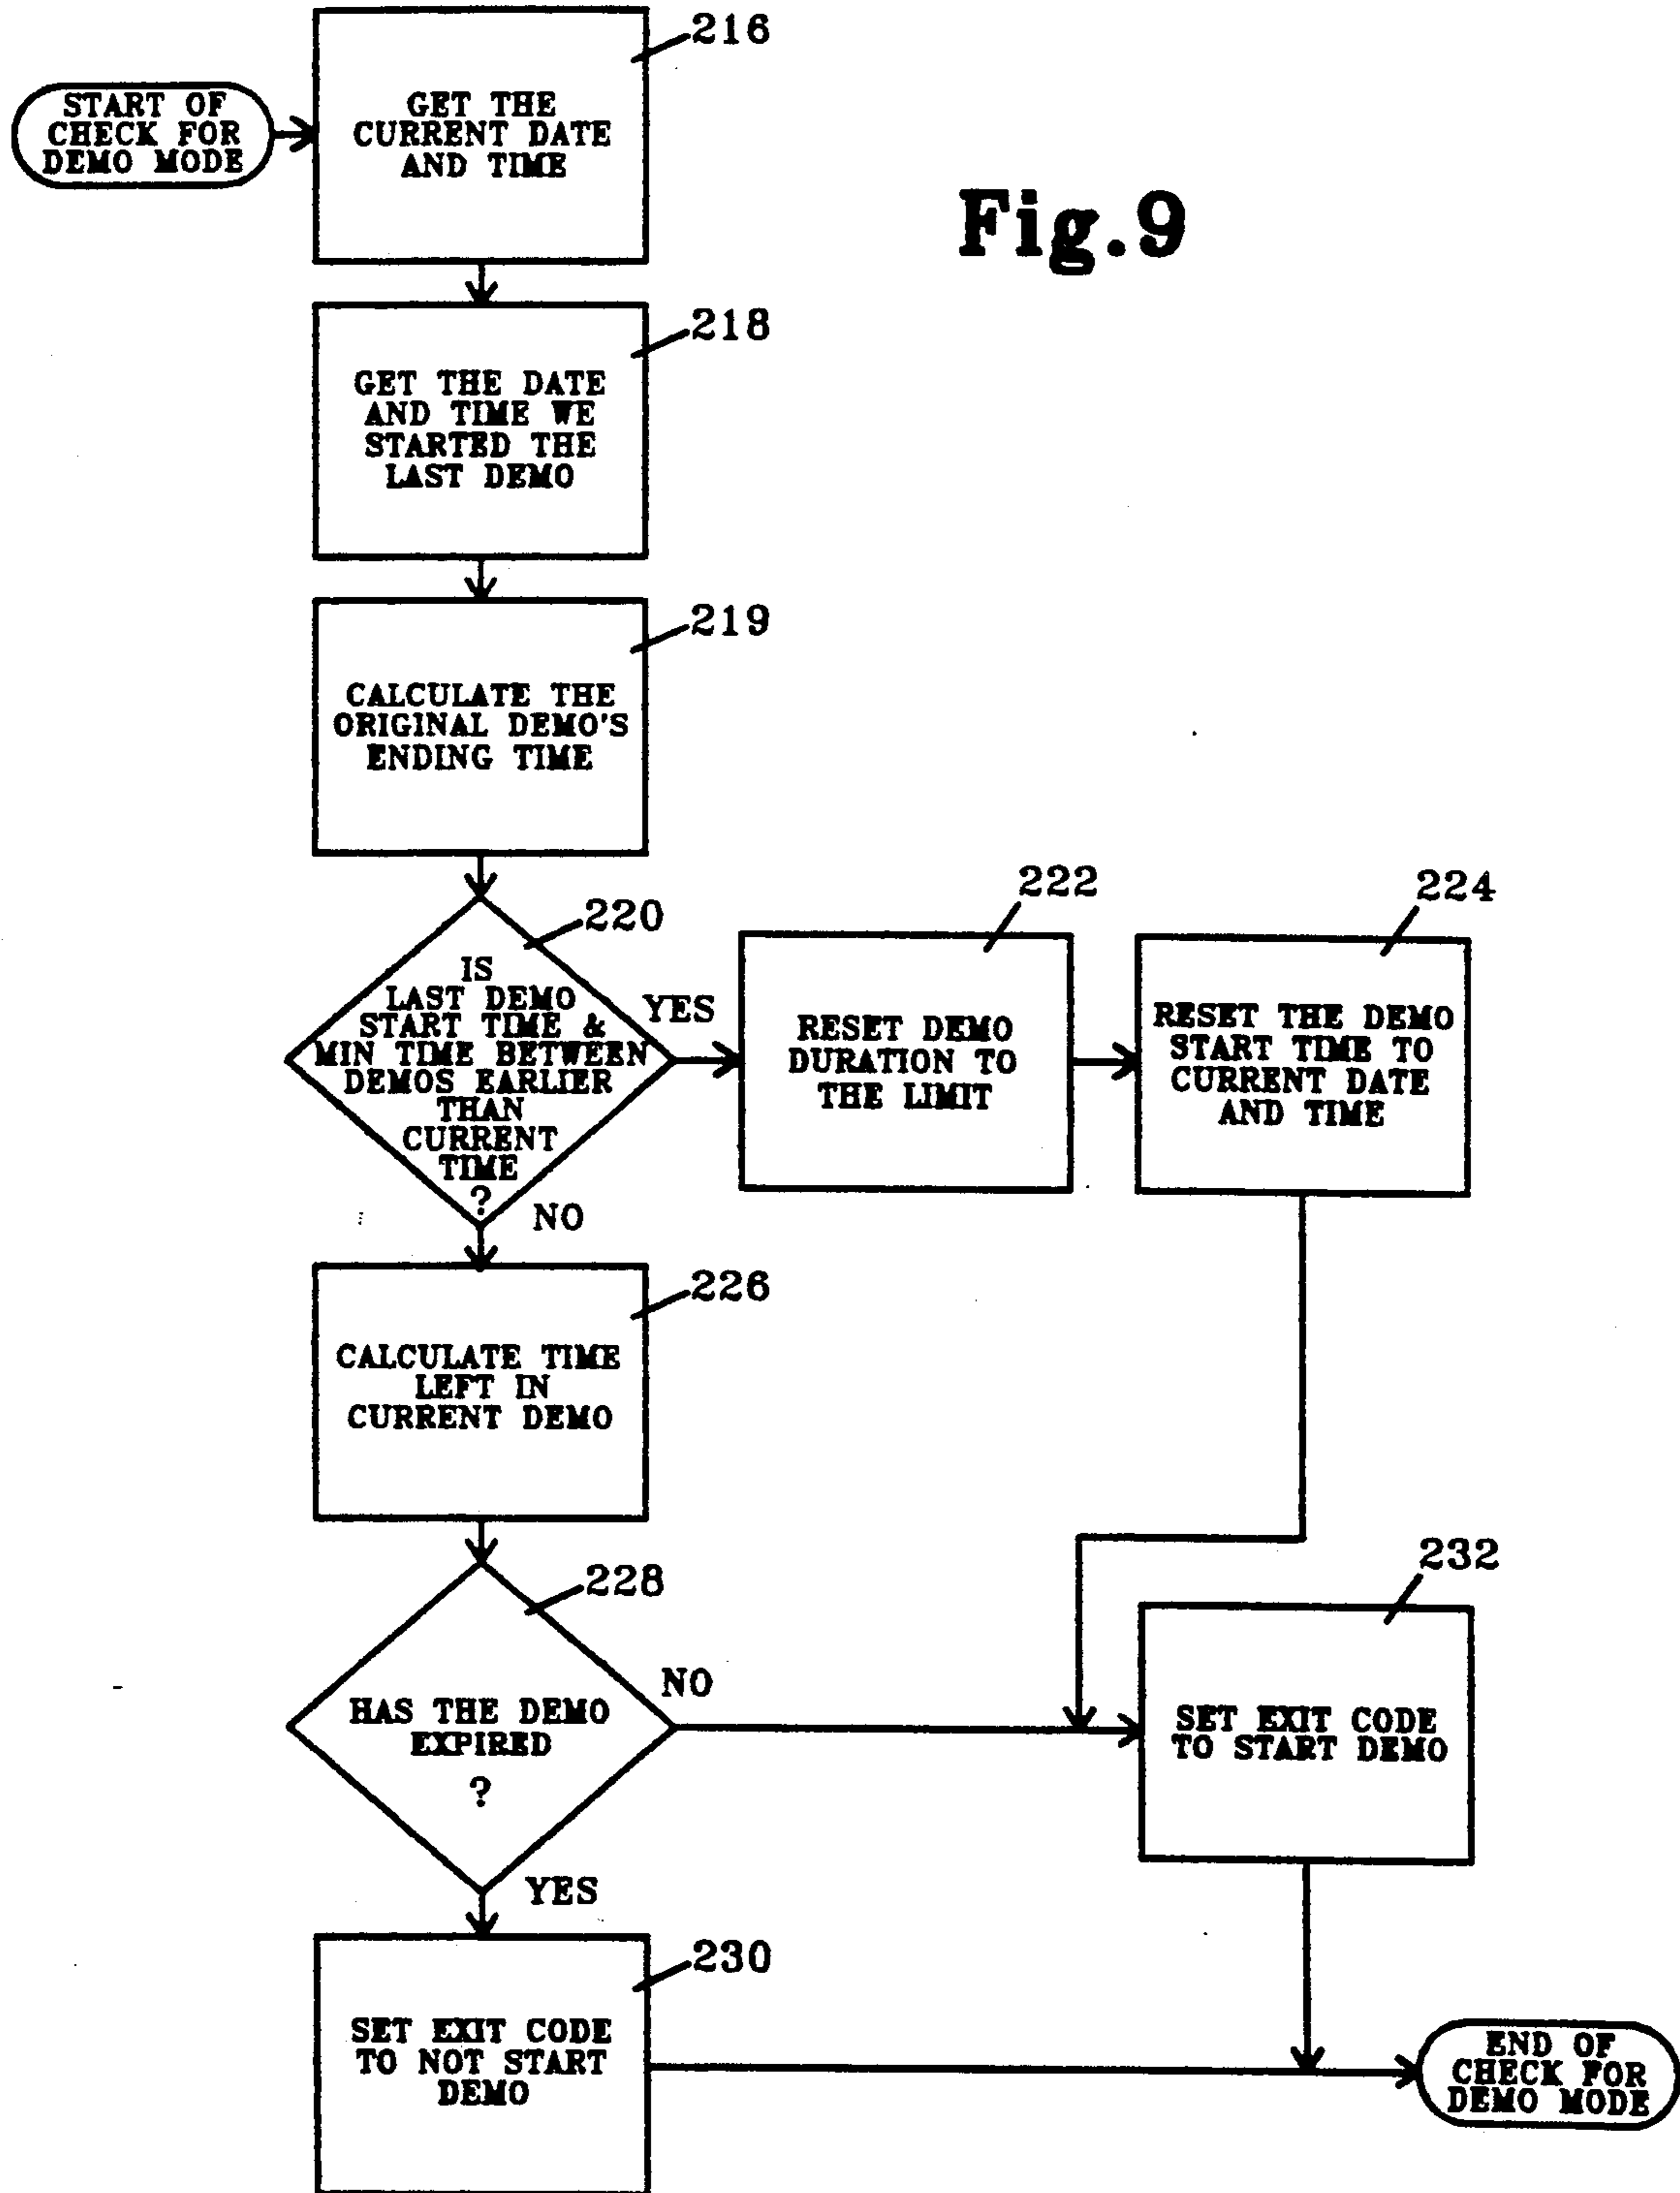 216
START OF
CHECK FOR
DEMO MODE
GET THE
CURRENT DATE
AND TIME
Fig.9
218
GET THE DATE
AND TIME WE
STARTED THE
LAST DEMO
219
CALCULATE THE
ORIGINAL DEMO'S
ENDING TIME
220
IS
LAST DEMO
START TIME &
MIN TIME BETWEEN
DEMOS EARLIER
THAN
CURRENT
TIME
?
YES
NO
222
RESET DEMO
DURATION TO
THE LIMIT
224
RESET THE DEMO
START TIME TO
CURRENT DATE
AND TIME
226
CALCULATE TIME
LEFT IN
CURRENT DEMO
228
HAS THE DEMO
EXPIRED
?
NO
YES
232
SET EXIT CODE
TO START DEMO
230
SET EXIT CODE
TO NOT START
DEMO
END OF
CHECK FOR
DEMO MODE